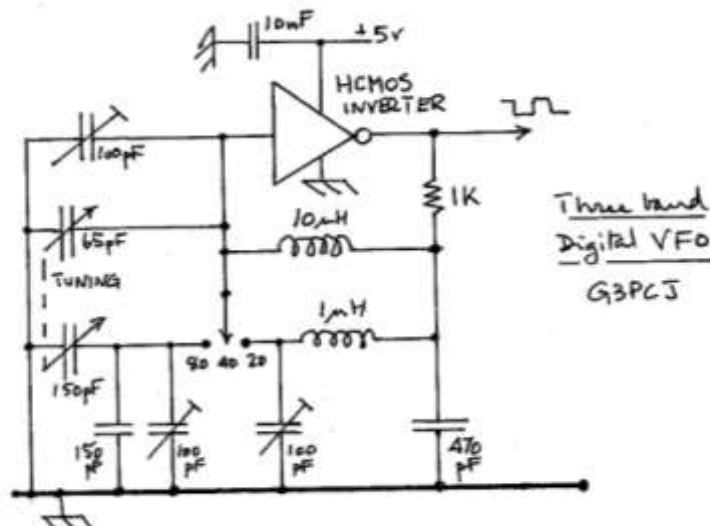 10nF
+5v
HCMOS
INVERTER
100pF
1K
Three band
Digital VFO
G3PCJ
65pF
10µH
TUNING
1µH
80 40 20
150pF
150
pF
100
pF
100
pF
470
pF